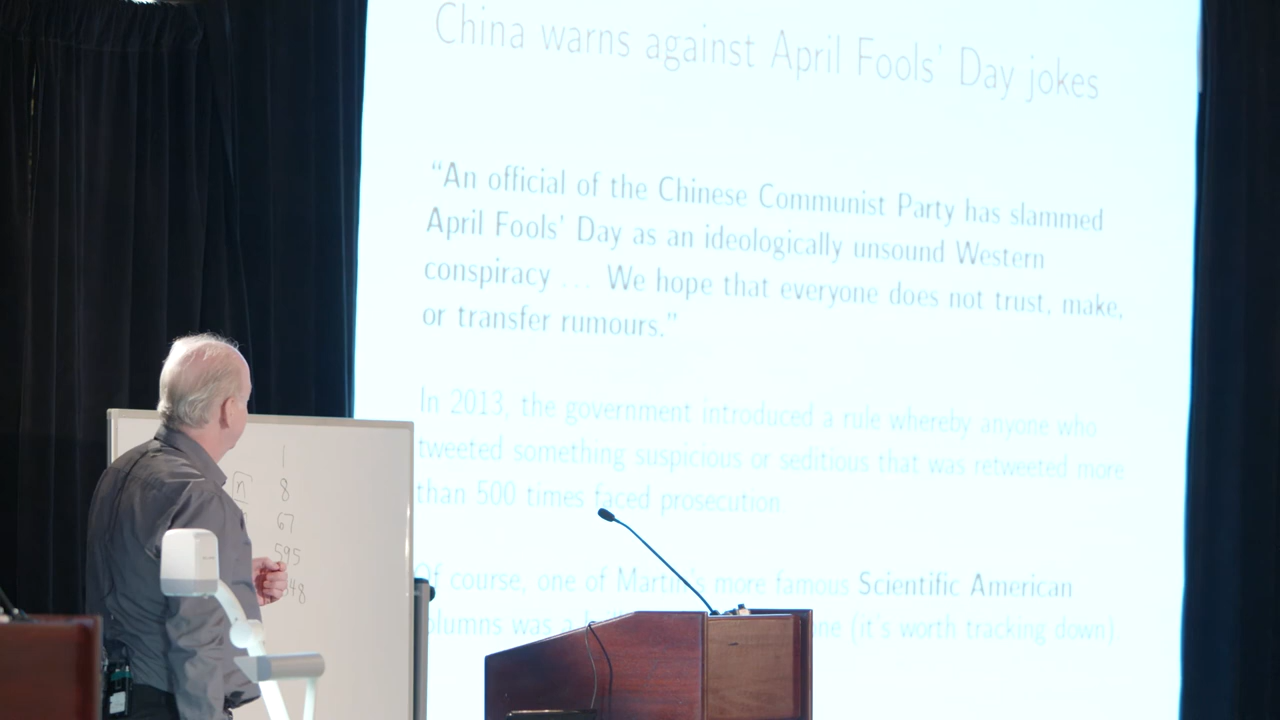 China warns against April Fools' Day jokes
“An official of the Chinese Communist Party has slammed
April Fools' Day as an ideologically unsound Western
conspiracy ... We hope that everyone does not trust, make,
or transfer rumours.”
In 2013, the government introduced a rule whereby anyone who
tweeted something suspicious or seditious that was retweeted more
than 500 times faced prosecution
Of course, one of Martin's more famous Scientific American
columns was a one (it's worth tracking down)
1
n 8
67
595